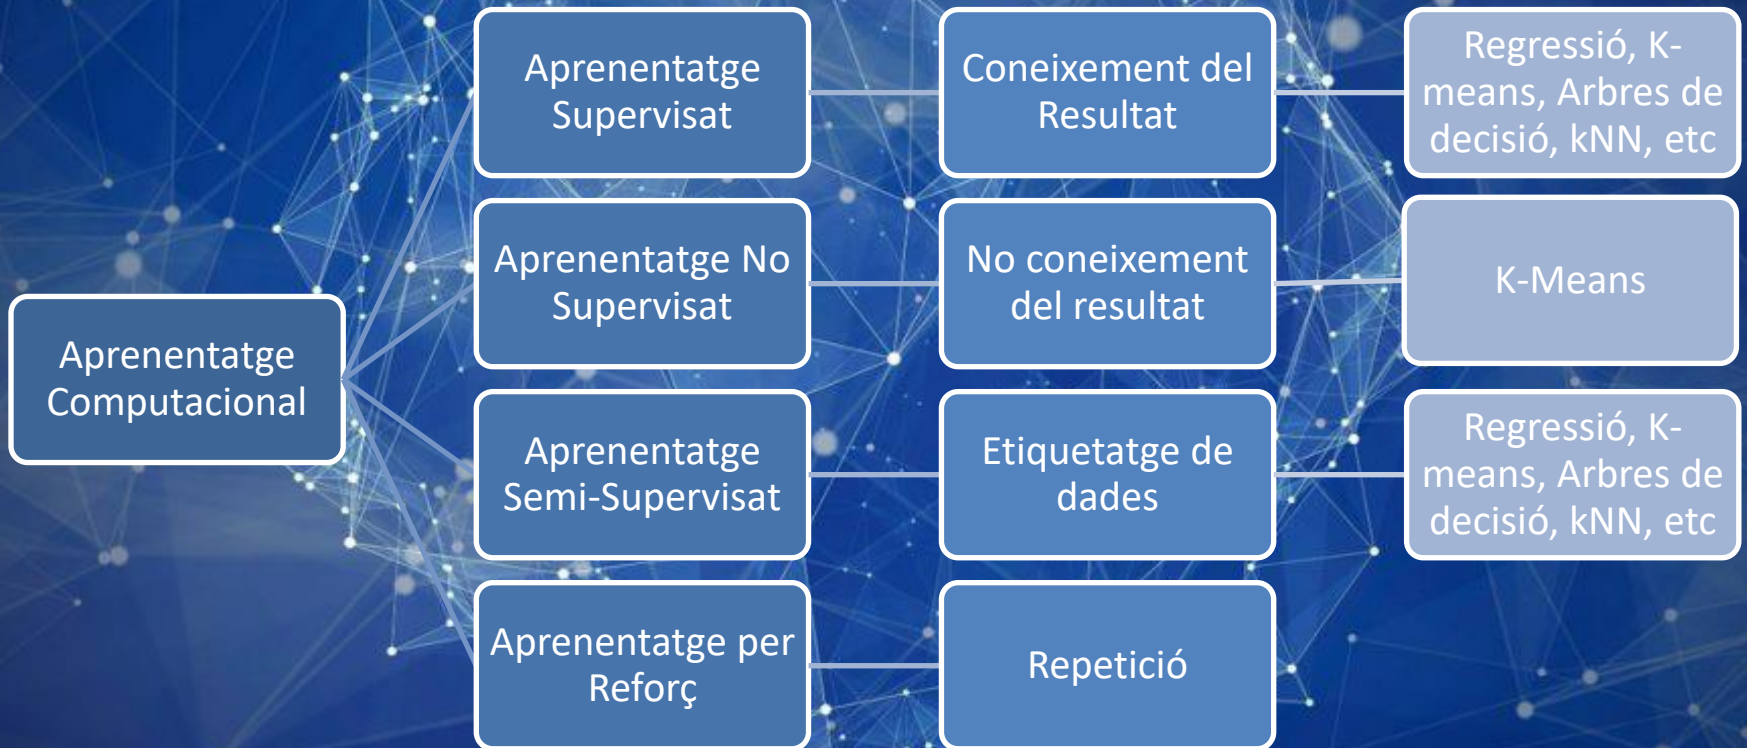 Aprenentatge
Computacional
Aprenentatge
Supervisat
Coneixement del
Resultat
Regressió, K-
means, Arbres de
decisió, kNN, etc
Aprenentatge No
Supervisat
No coneixement
del resultat
K-Means
Aprenentatge
Semi-Supervisat
Etiquetatge de
dades
Regressió, K-
means, Arbres de
decisió, kNN, etc
Aprenentatge per
Reforç
Repetició